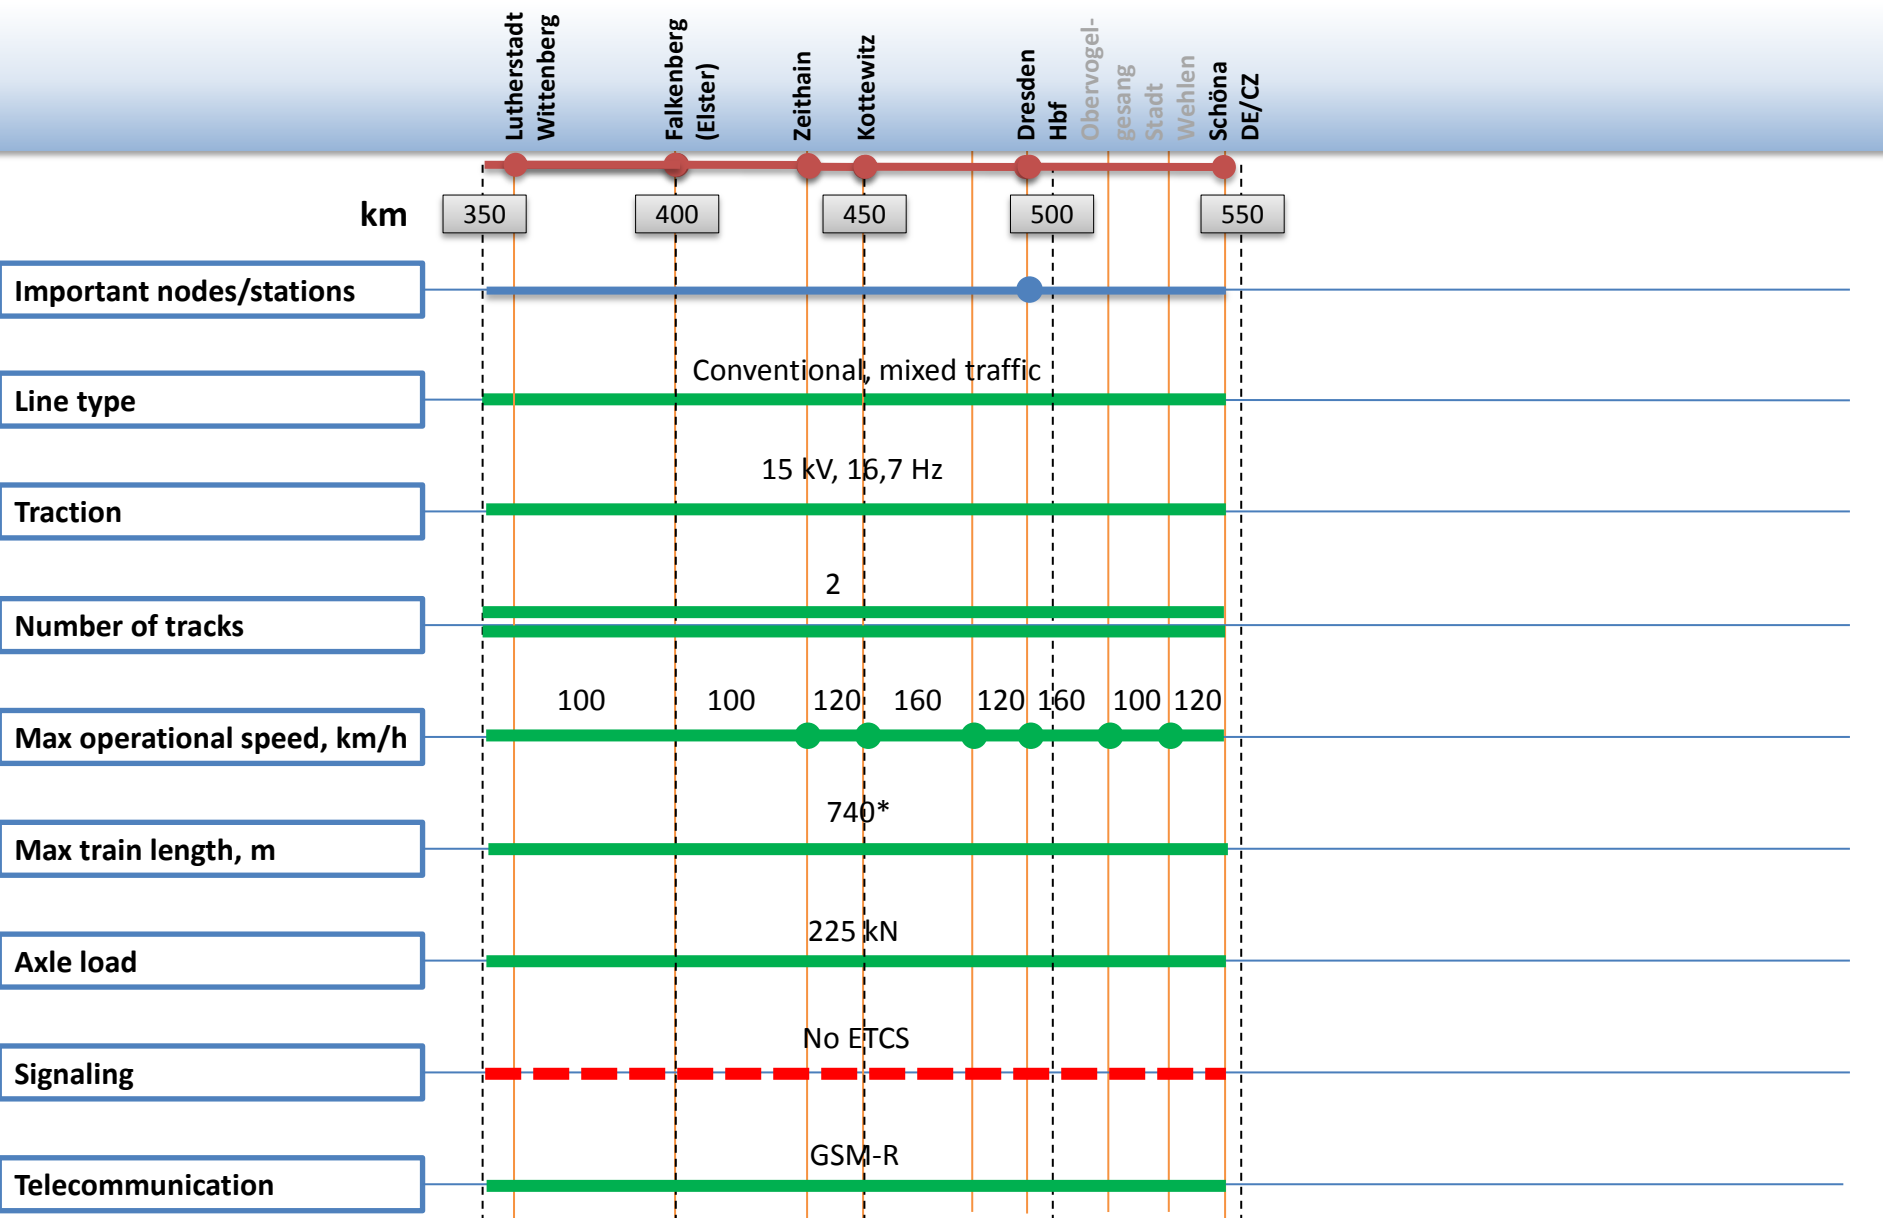 Lutherstadt
Wittenberg
Falkenberg
(Elster)
Zeithain
Kottewitz
Dresden
Hbf
Obervogel-
gesang
Stadt
Wehlen
Schöna
DE/CZ
km
350
400
450
500
550
Important nodes/stations
Conventional, mixed traffic
Line type
15 kV, 16,7 Hz
Traction
2
Number of tracks
100 100 120 160 120 160 100 120
Max operational speed, km/h
740*
Max train length, m
225 kN
Axle load
No ETCS
Signaling
GSM-R
Telecommunication